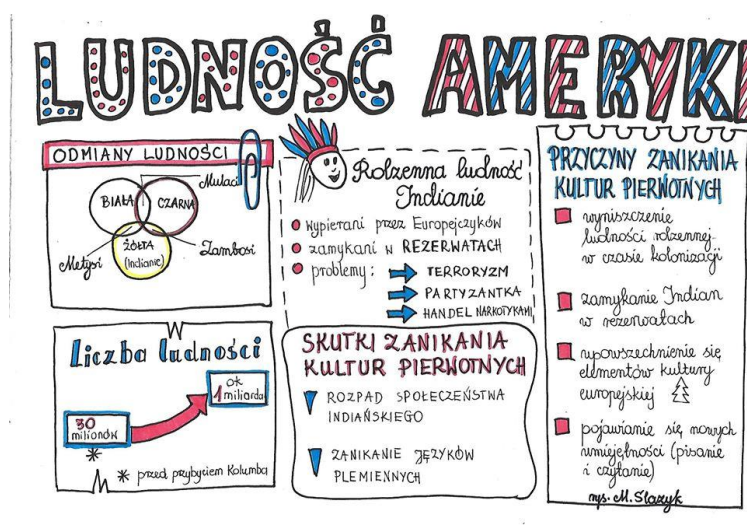 LUDNOŚĆ AMERYKI
ODMIANY LUDNOŚCI
Mulaci
BIAŁA
CZARNA
ŻÓŁTA
(Indianie)
Metysi
Zambosi
Rdzenna ludność
Indianie
wypierani przez Europejczyków
zamykani w REZERWATACH
problemy:
TERRORYZM
PARTYZANTKA
HANDEL NARKOTYKAMI
PRZYCZYNY ZANIKANIA
KULTUR PIERWOTNYCH
wyniszczenie
ludności rdzennej
w czasie kolonizacji
zamykanie Indian
w rezerwatach
upowszechnienie się
elementów kultury
europejskiej
pojawianie się nowych
umiejętności (pisanie
i czytanie)
rys. M. Ślazyk
Liczba ludności
30
milionów
*
ok
1 miliarda
* przed przybyciem Kolumba
SKUTKI ZANIKANIA
KULTUR PIERWOTNYCH
ROZPAD SPOŁECZEŃSTWA
INDIAŃSKIEGO
ZANIKANIE JĘZYKÓW
PLEMIENNYCH